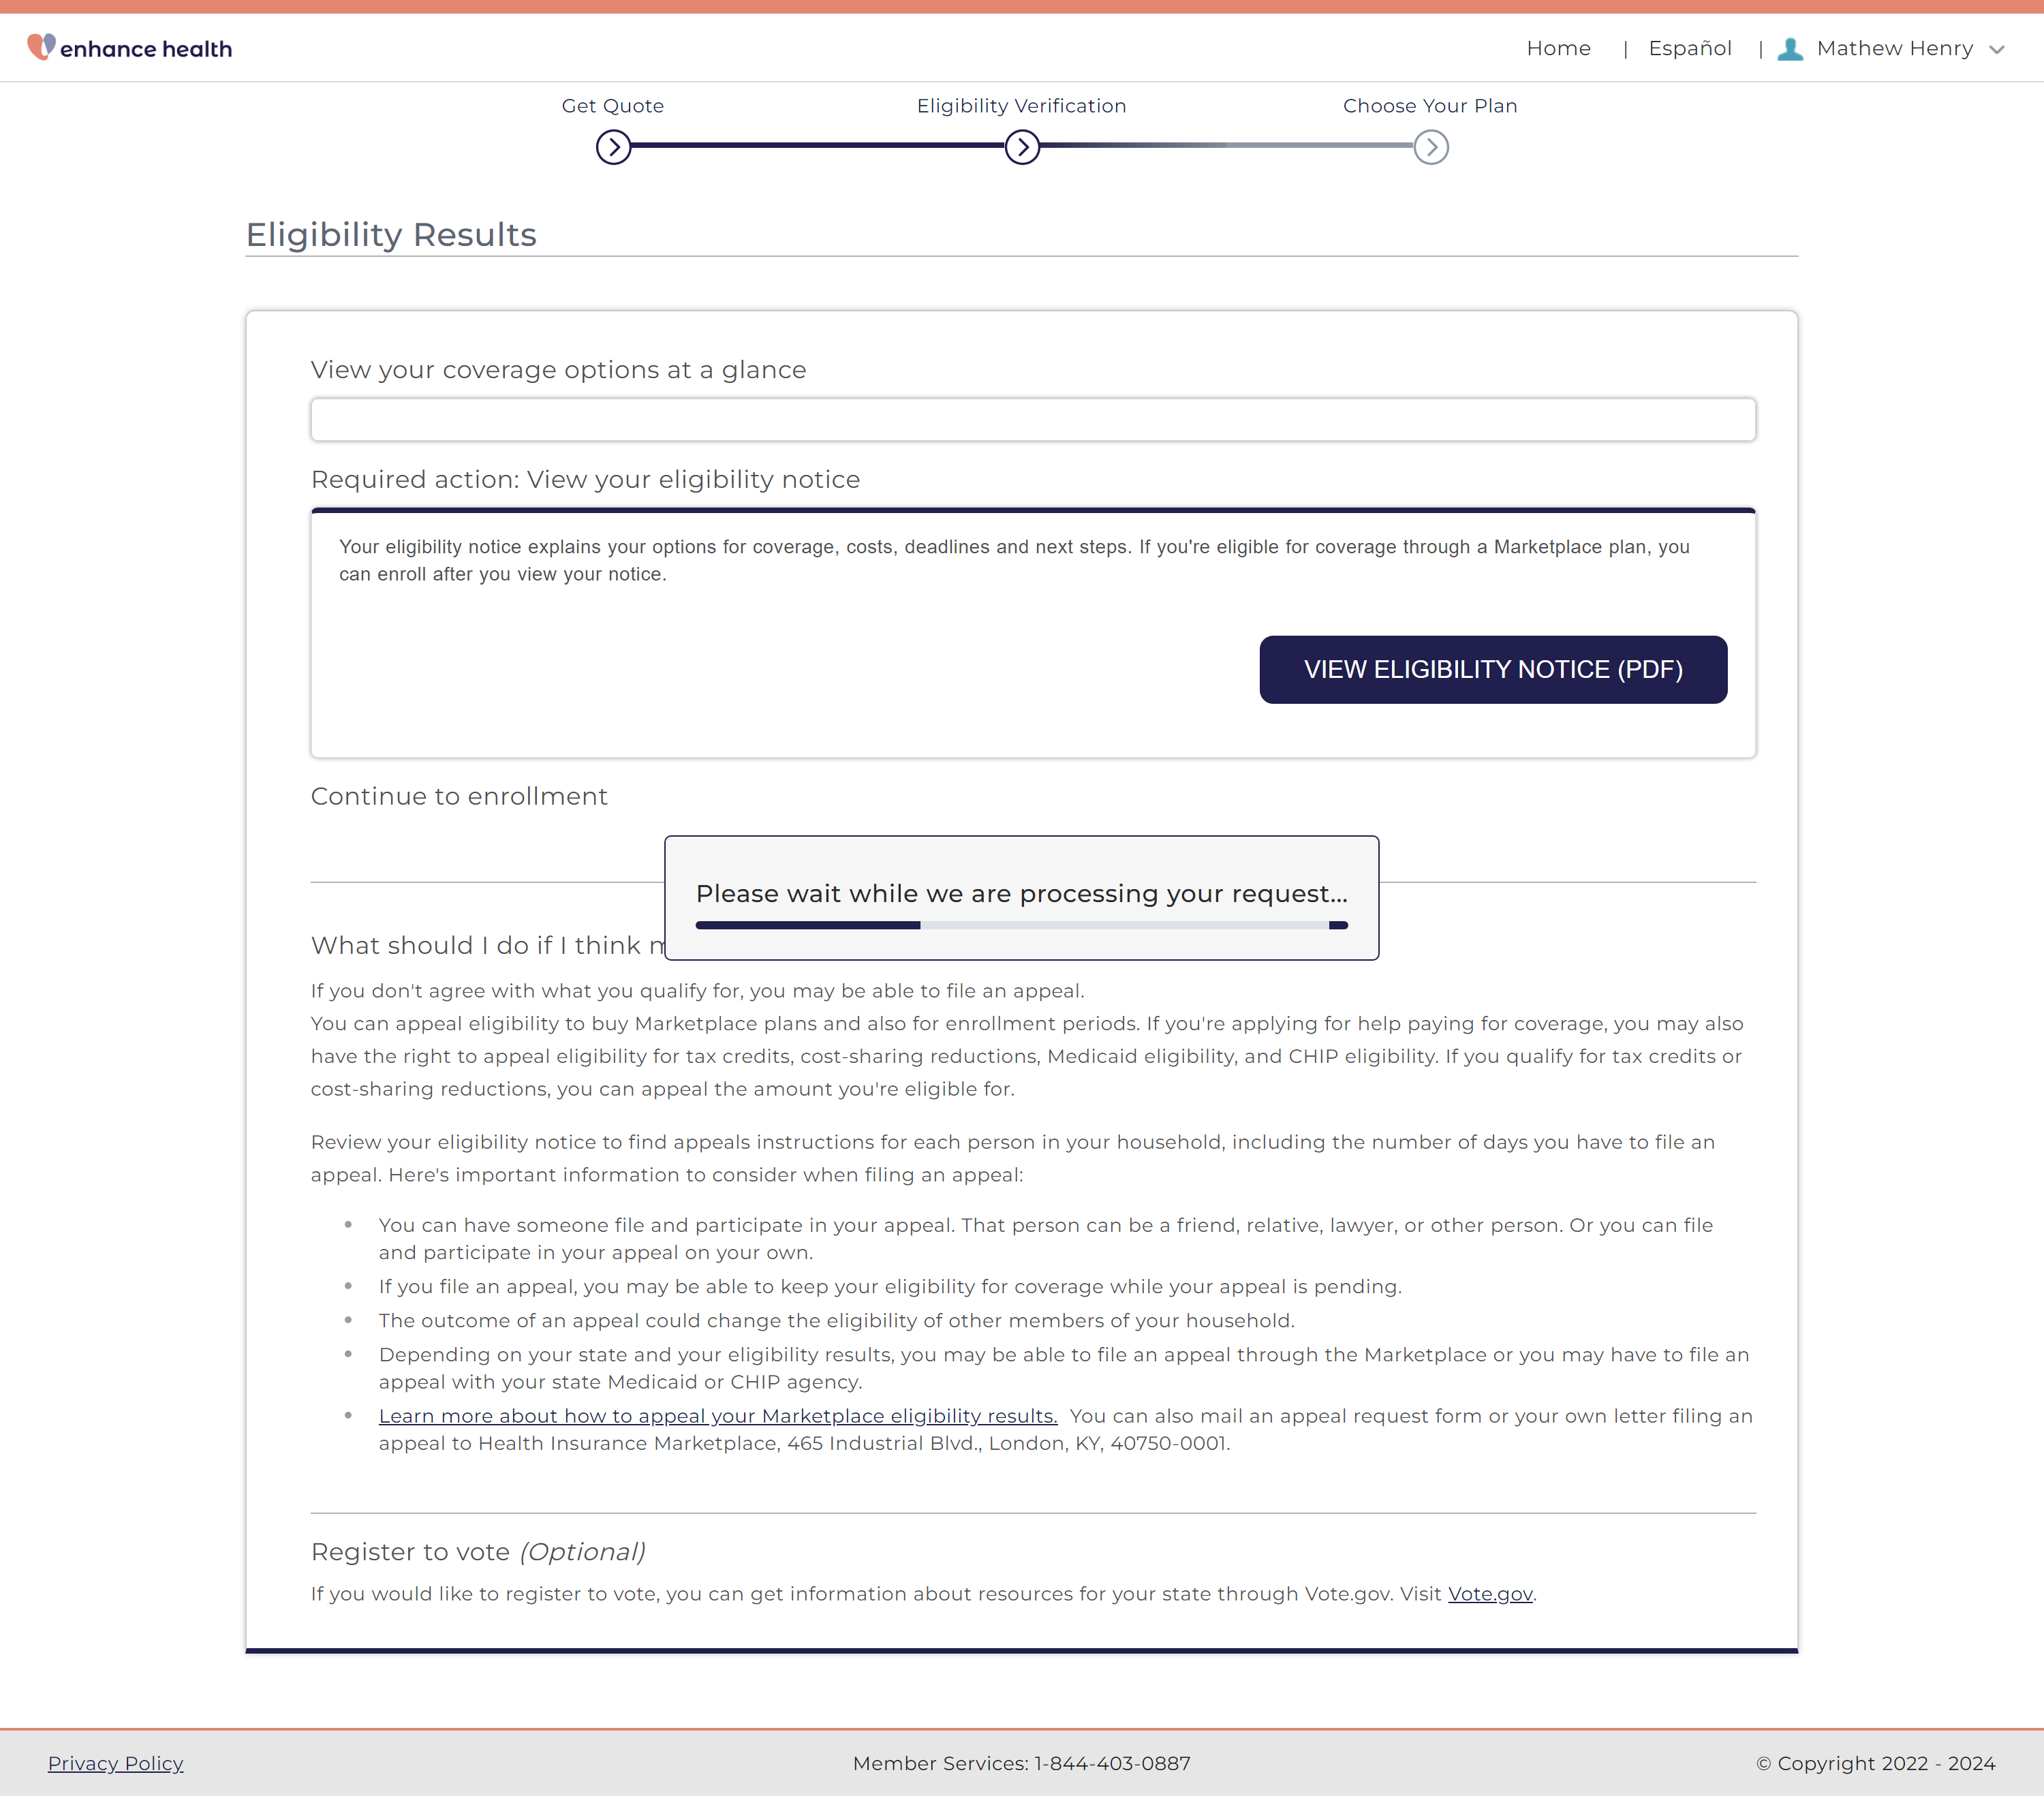 enhance health
Home | Español | Mathew Henry
Get Quote
Eligibility Verification
Choose Your Plan
Eligibility Results
View your coverage options at a glance
Required action: View your eligibility notice
Your eligibility notice explains your options for coverage, costs, deadlines and next steps. If you're eligible for coverage through a Marketplace plan, you
can enroll after you view your notice.
VIEW ELIGIBILITY NOTICE (PDF)
Continue to enrollment
Please wait while we are processing your request...
What should I do if I think
If you don't agree with what you qualify for, you may be able to file an appeal.
You can appeal eligibility to buy Marketplace plans and also for enrollment periods. If you're applying for help paying for coverage, you may also
have the right to appeal eligibility for tax credits, cost-sharing reductions, Medicaid eligibility, and CHIP eligibility. If you qualify for tax credits or
cost-sharing reductions, you can appeal the amount you're eligible for.
Review your eligibility notice to find appeals instructions for each person in your household, including the number of days you have to file an
appeal. Here's important information to consider when filing an appeal:
• You can have someone file and participate in your appeal. That person can be a friend, relative, lawyer, or other person. Or you can file
and participate in your appeal on your own.
• If you file an appeal, you may be able to keep your eligibility for coverage while your appeal is pending.
• The outcome of an appeal could change the eligibility of other members of your household.
• Depending on your state and your eligibility results, you may be able to file an appeal through the Marketplace or you may have to file an
appeal with your state Medicaid or CHIP agency.
• Learn more about how to appeal your Marketplace eligibility results. You can also mail an appeal request form or your own letter filing an
appeal to Health Insurance Marketplace, 465 Industrial Blvd., London, KY, 40750-0001.
Register to vote (Optional)
If you would like to register to vote, you can get information about resources for your state through Vote.gov. Visit Vote.gov.
Privacy Policy
Member Services: 1-844-403-0887
© Copyright 2022 - 2024